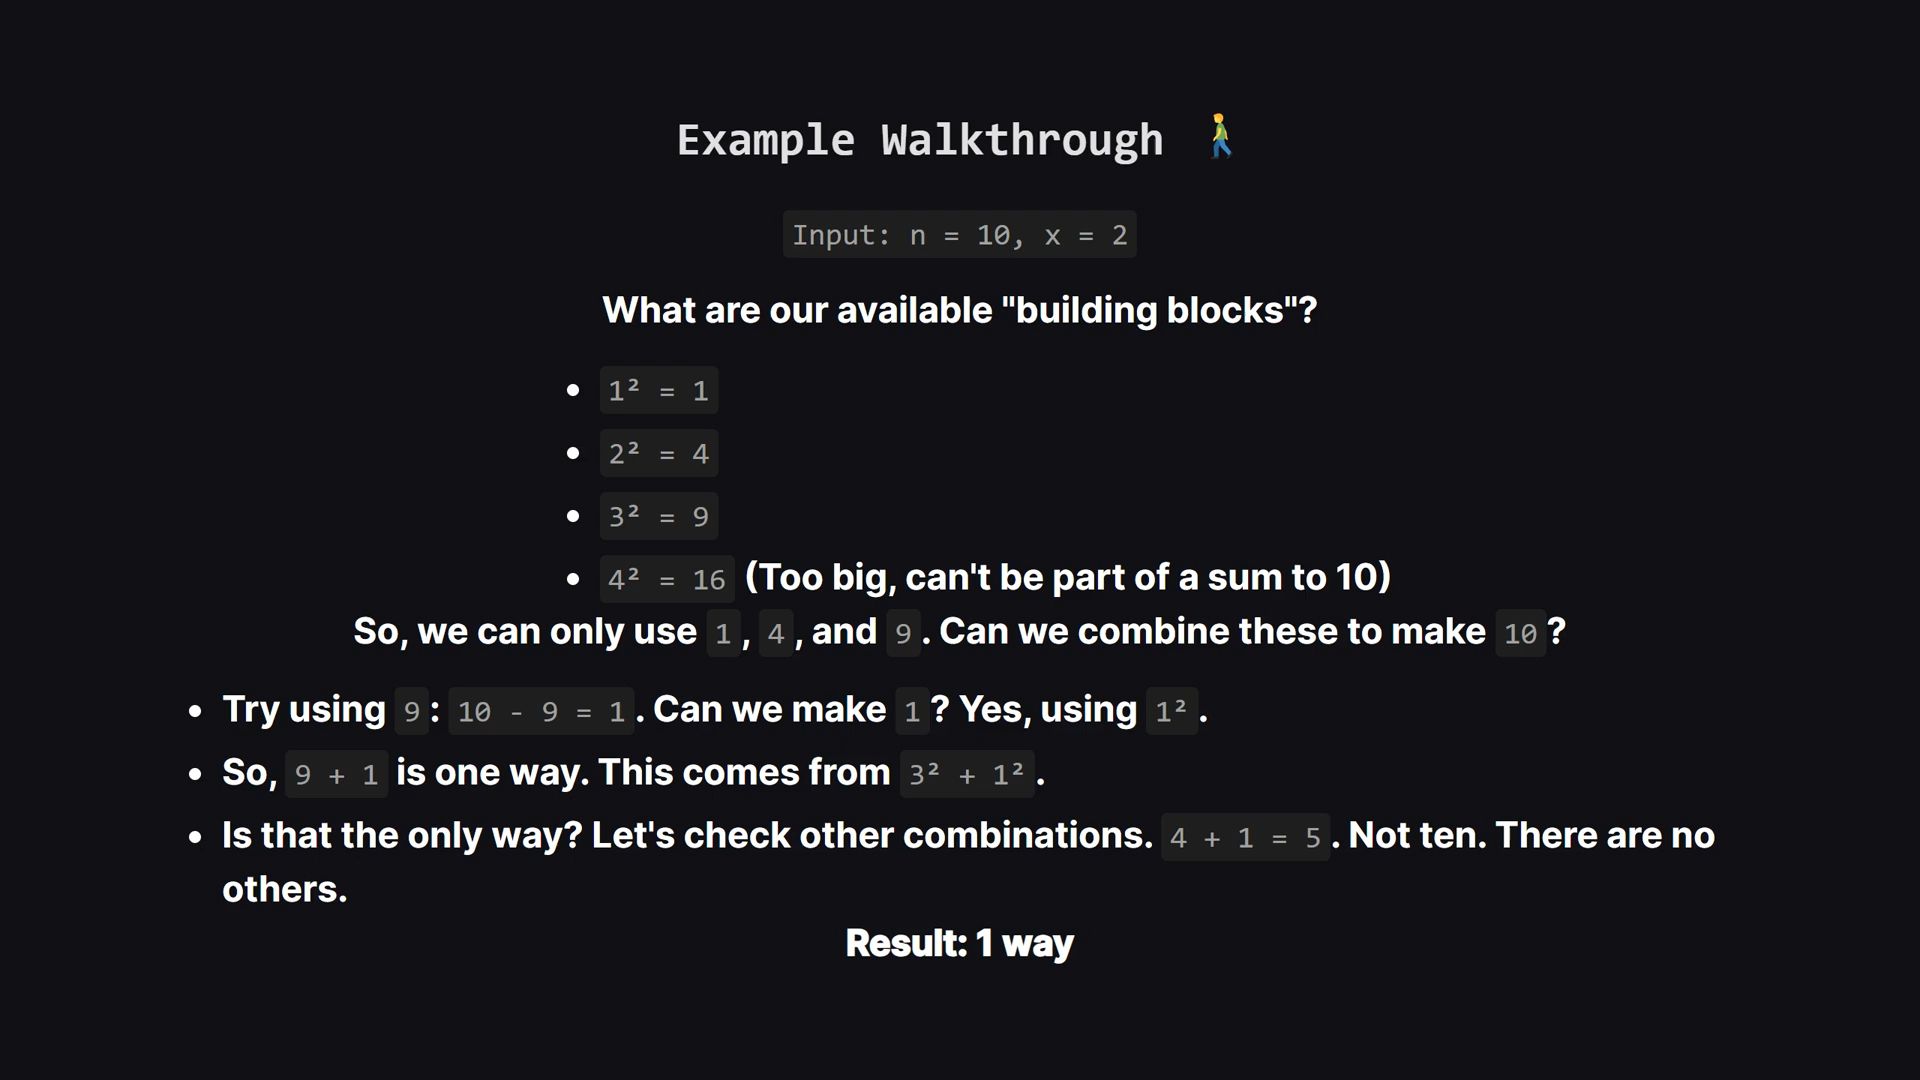 Example Walkthrough 🚶
Input: n = 10, x = 2
What are our available "building blocks"?
• 1² = 1
• 2² = 4
• 3² = 9
• 4² = 16 (Too big, can't be part of a sum to 10)
So, we can only use 1, 4, and 9. Can we combine these to make 10?
• Try using 9: 10 - 9 = 1. Can we make 1? Yes, using 1².
• So, 9 + 1 is one way. This comes from 3² + 1².
• Is that the only way? Let's check other combinations. 4 + 1 = 5. Not ten. There are no
others.
Result: 1 way